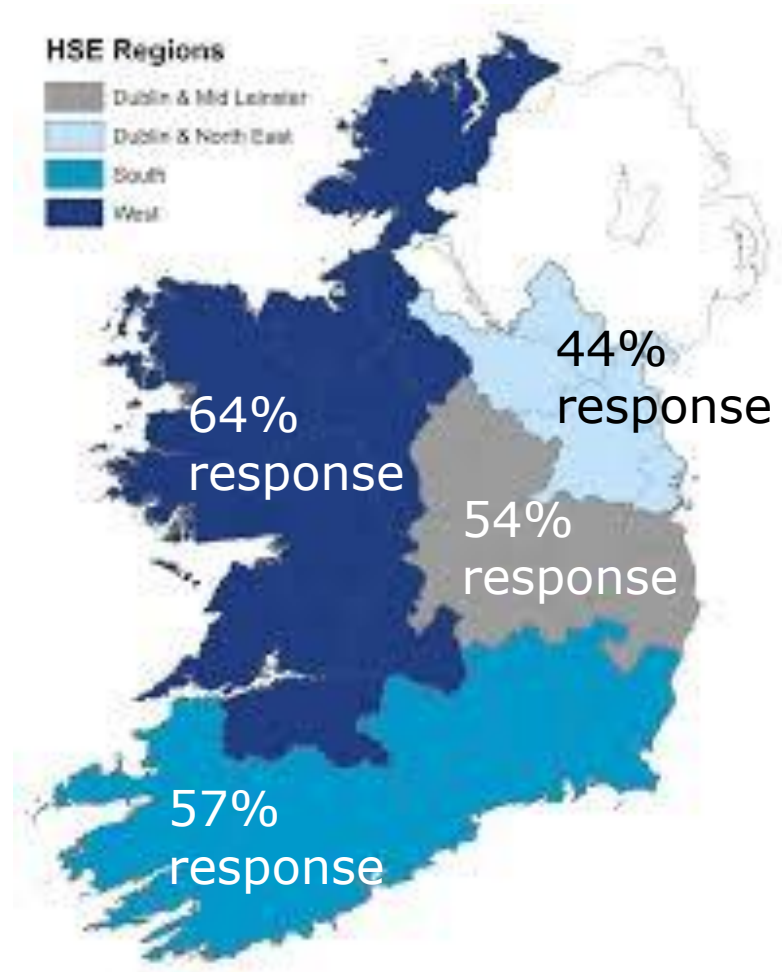 HSE Regions
Dublin & Mid Leinster
Dublin & North East
South
West
44%
response
64%
response
54%
response
57%
response